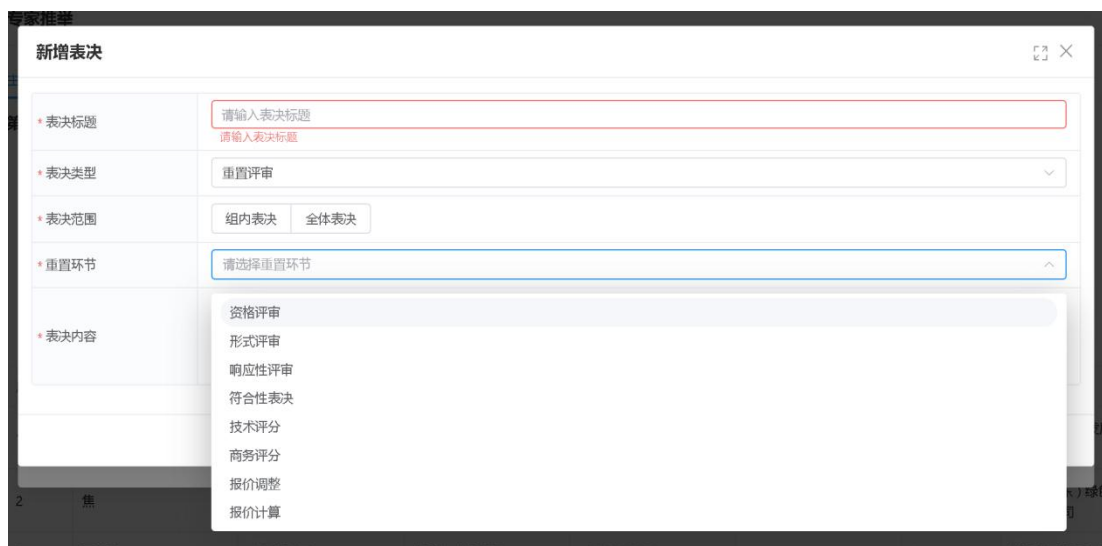 专家推举
新增表决
* 表决标题
请输入表决标题
请输入表决标题
* 表决类型
重置评审
* 表决范围
组内表决 全体表决
* 重置环节
请选择重置环节
* 表决内容
资格评审
形式评审
响应性评审
符合性表决
技术评分
商务评分
报价调整
报价计算
2 焦